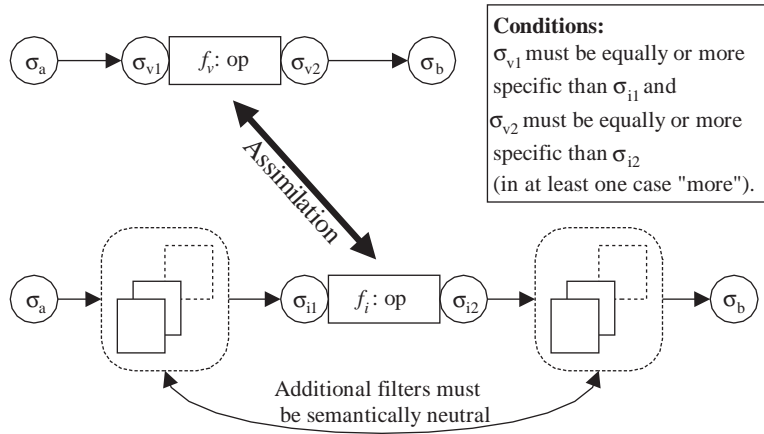 σa
σv1
fv: op
σv2
σb
Conditions:
σv1 must be equally or more
specific than σi1 and
σv2 must be equally or more
specific than σi2
(in at least one case "more").
Assimilation
σa
σi1
fi: op
σi2
σb
Additional filters must
be semantically neutral